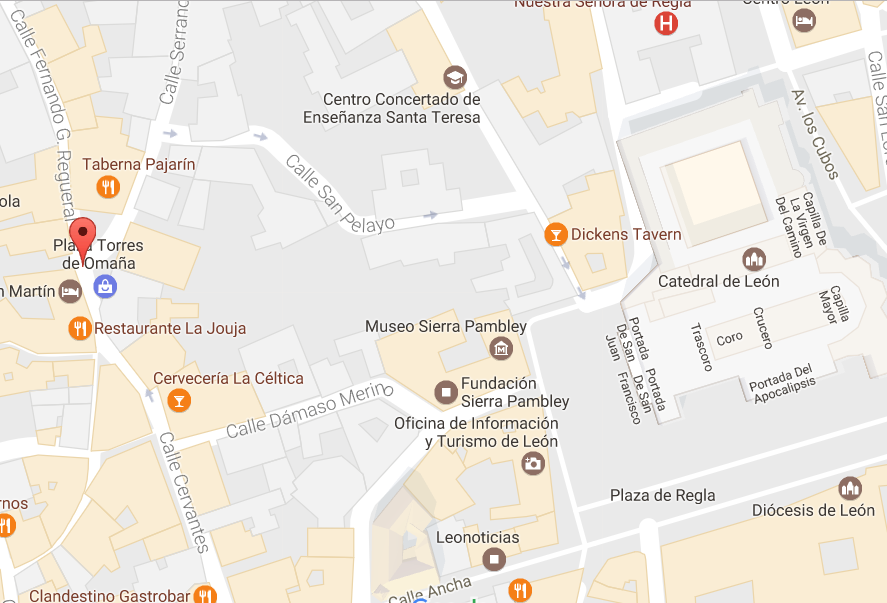 Nuestra Señora de Regla
Centro León
Calle Fernando G. Regueral
Calle Serrano
Centro Concertado de
Enseñanza Santa Teresa
Av. los Cubos
Taberna Pajarín
Calle San Pelayo
Capilla De
La Virgen
Del Camino
Dickens Tavern
Plaza Torres
de Omaña
Catedral de León
n Martín
Restaurante La Jouja
Museo Sierra Pambley
Capilla
Mayor
Crucero
Coro
Trascoro
Portada
De San
Juan
Portada
De San
Francisco
Portada Del
Apocalipsis
Cervecería La Céltica
Fundación
Sierra Pambley
Calle Dámaso Merino
Oficina de Información
y Turismo de León
Calle Cervantes
Plaza de Regla
Diócesis de León
Leonoticias
Calle Ancha
Clandestino Gastrobar